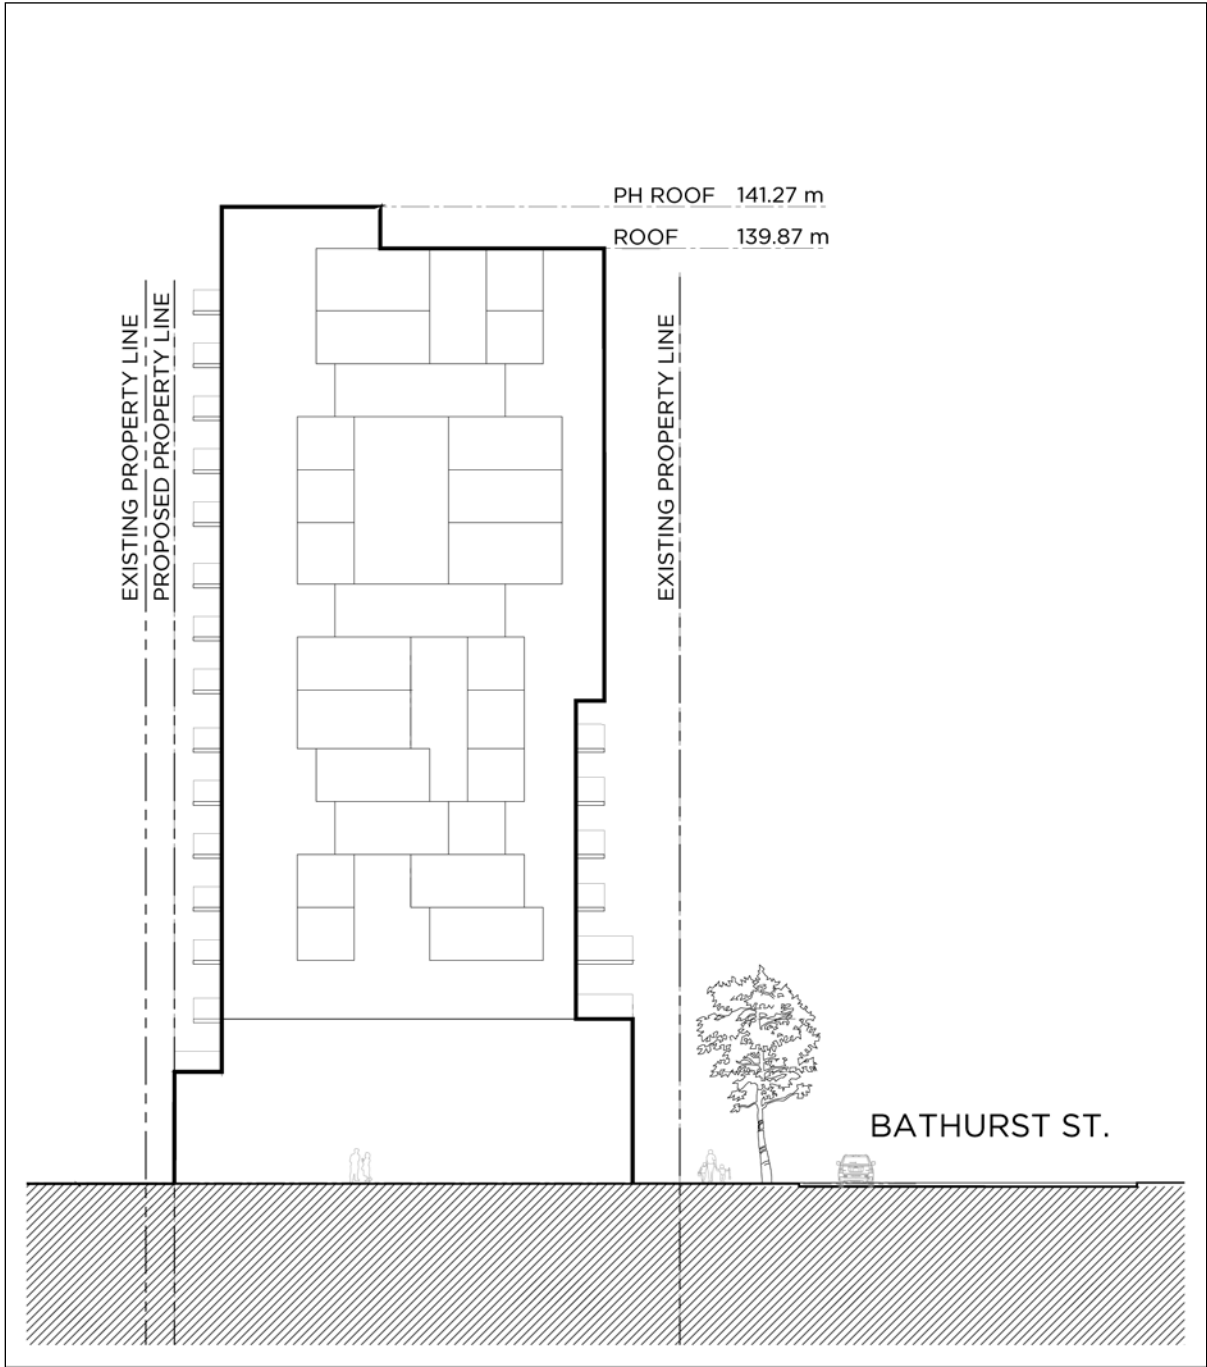 PH ROOF 141.27 m
ROOF 139.87 m
EXISTING PROPERTY LINE
PROPOSED PROPERTY LINE
EXISTING PROPERTY LINE
BATHURST ST.